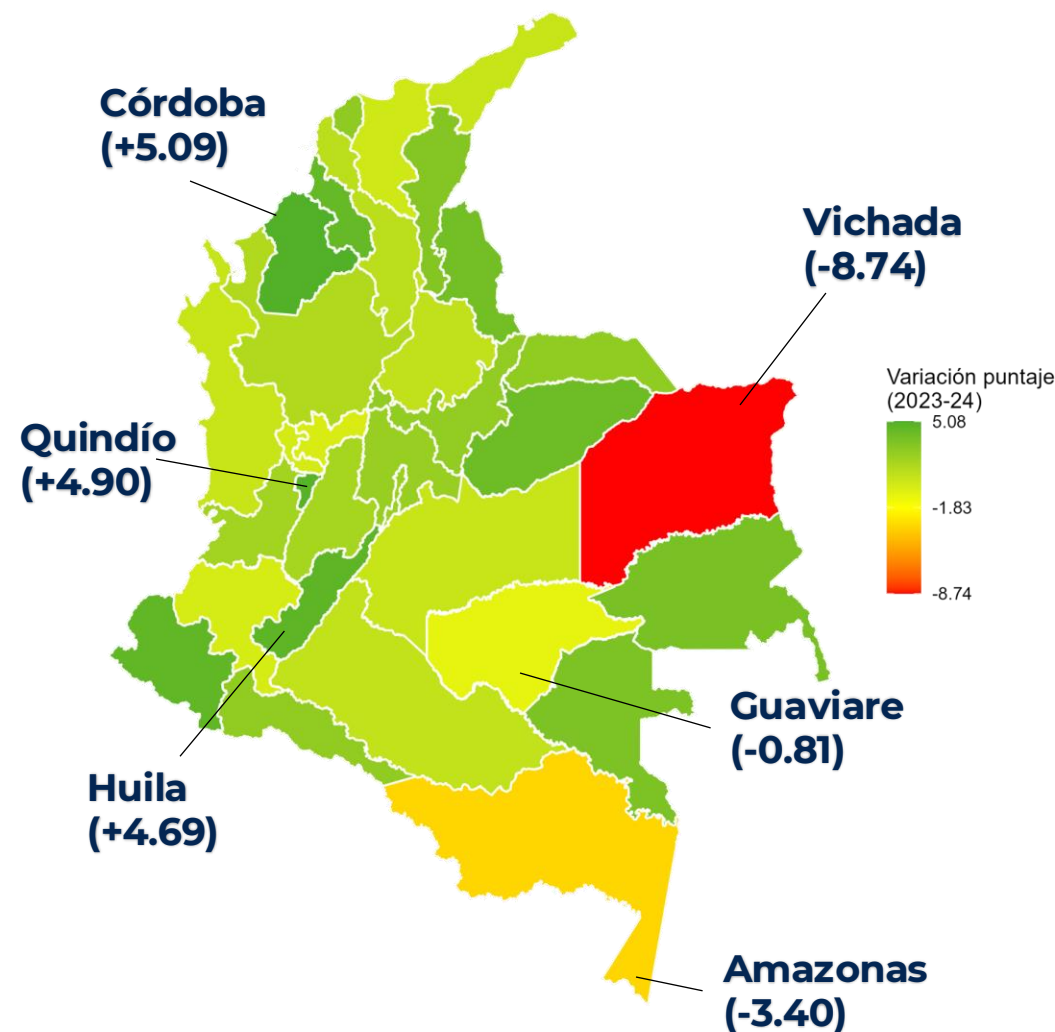 Córdoba
(+5.09)
Vichada
(-8.74)
Variación puntaje
(2023-24)
5.08
-1.83
-8.74
Quindío
(+4.90)
Guaviare
(-0.81)
Huila
(+4.69)
Amazonas
(-3.40)